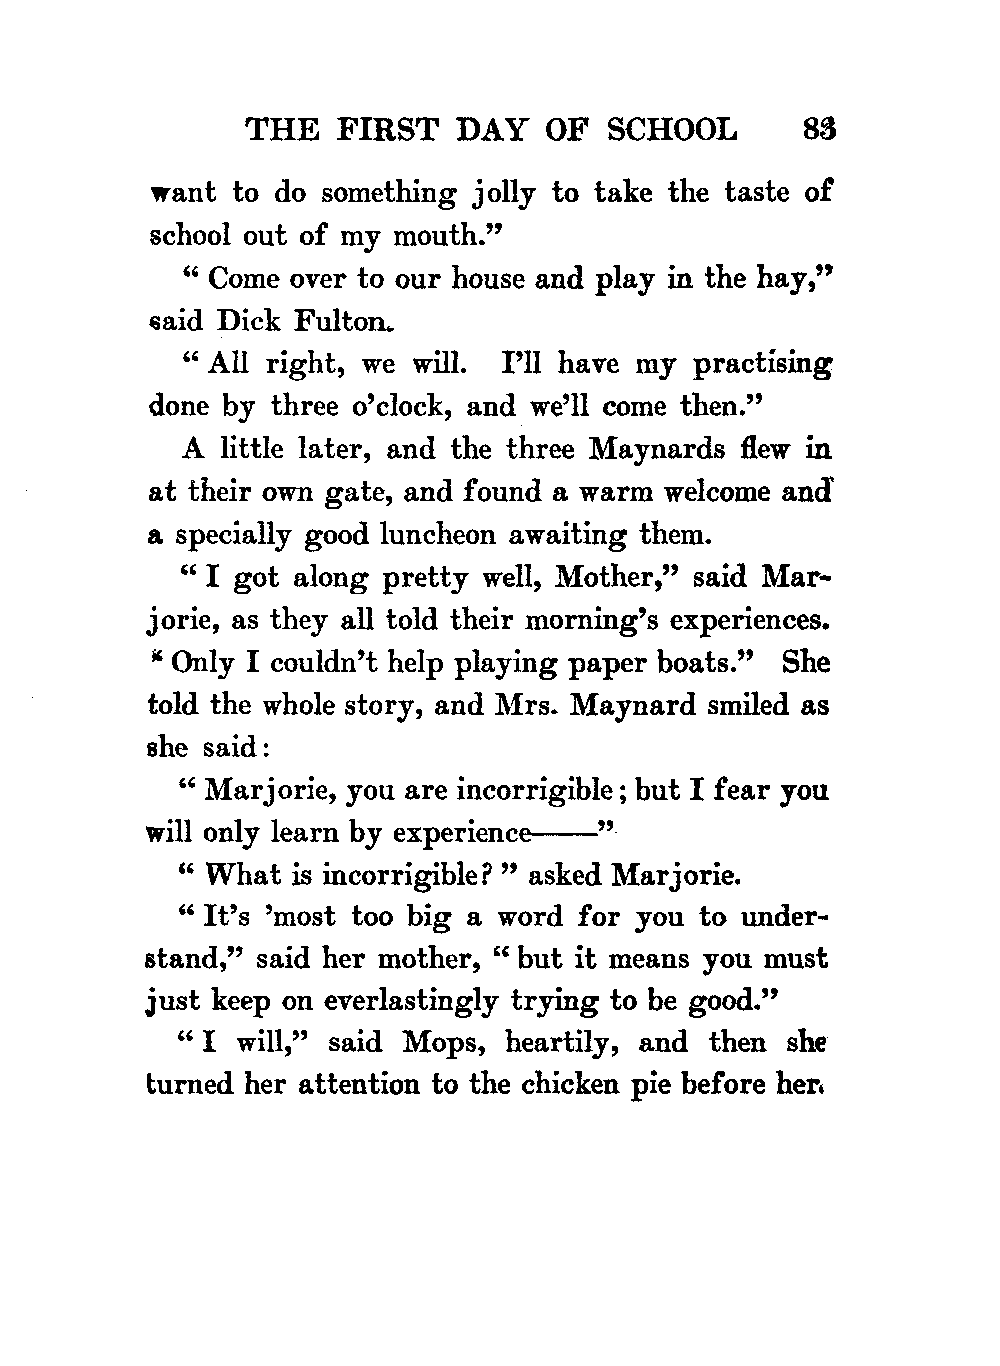 THE FIRST DAY OF SCHOOL 83
want to do something jolly to take the taste of
school out of my mouth.”
“ Come over to our house and play in the hay,”
said Dick Fulton.
“ All right, we will. I’ll have my practising
done by three o’clock, and we’ll come then.”
A little later, and the three Maynards flew in
at their own gate, and found a warm welcome and
a specially good luncheon awaiting them.
“ I got along pretty well, Mother,” said Mar-
jorie, as they all told their morning’s experiences.
“ Only I couldn’t help playing paper boats.” She
told the whole story, and Mrs. Maynard smiled as
she said:
“ Marjorie, you are incorrigible; but I fear you
will only learn by experience——”
“ What is incorrigible? ” asked Marjorie.
“ It’s ’most too big a word for you to under-
stand,” said her mother, “ but it means you must
just keep on everlastingly trying to be good.”
“ I will,” said Mops, heartily, and then she
turned her attention to the chicken pie before her.